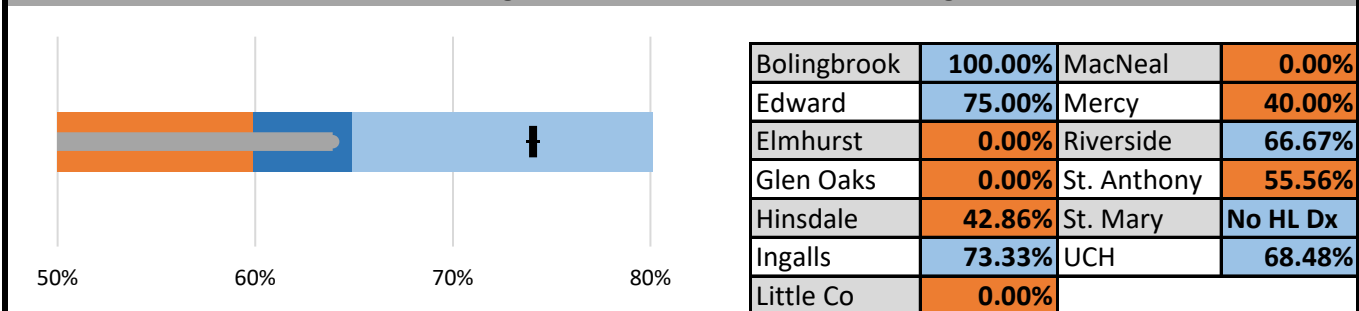 50% 60% 70% 80%
Bolingbrook 100.00% MacNeal 0.00%
Edward 75.00% Mercy 40.00%
Elmhurst 0.00% Riverside 66.67%
Glen Oaks 0.00% St. Anthony 55.56%
Hinsdale 42.86% St. Mary No HL Dx
Ingalls 73.33% UCH 68.48%
Little Co 0.00%